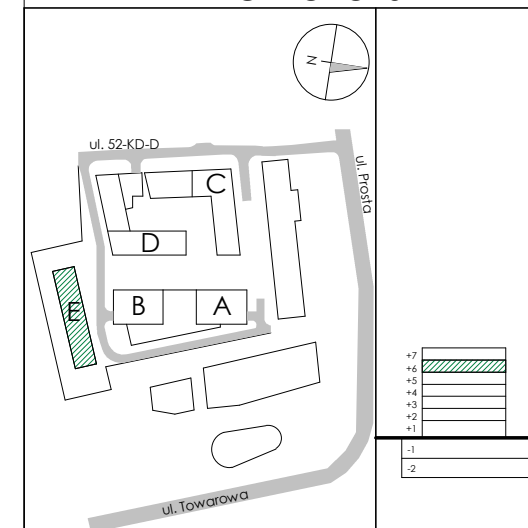 N
ul. 52-KD-D
ul. Prosta
C
D
E
B
A
ul. Towarowa
+7
+6
+5
+4
+3
+2
+1
-1
-2